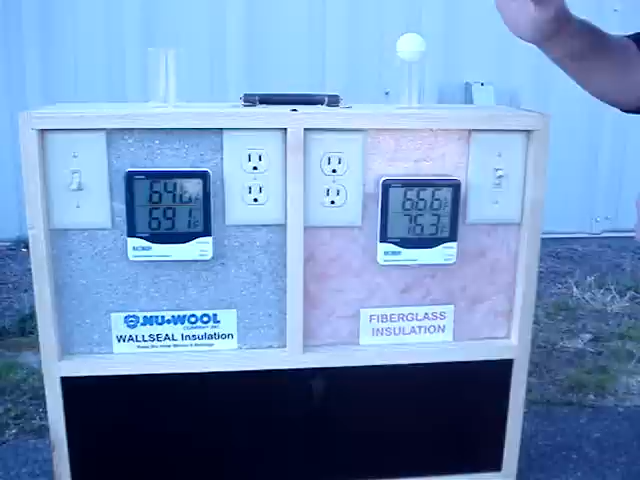 64.6
69.1
66.6
76.3
NU-WOOL
WALLSEAL Insulation
FIBERGLASS
INSULATION